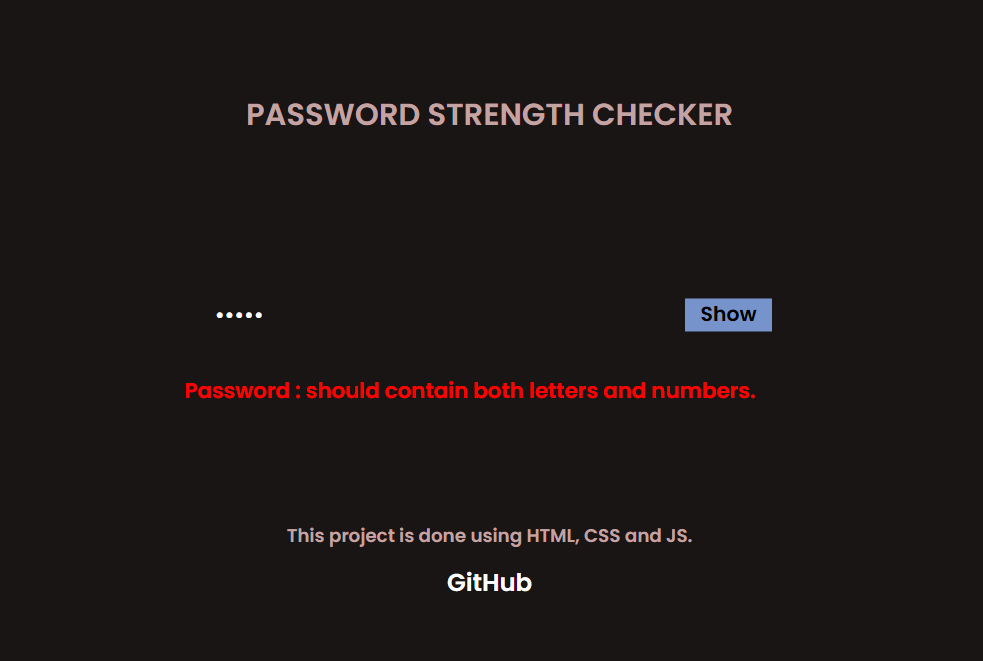 PASSWORD STRENGTH CHECKER
•••••
Show
Password : should contain both letters and numbers.
This project is done using HTML, CSS and JS.
GitHub